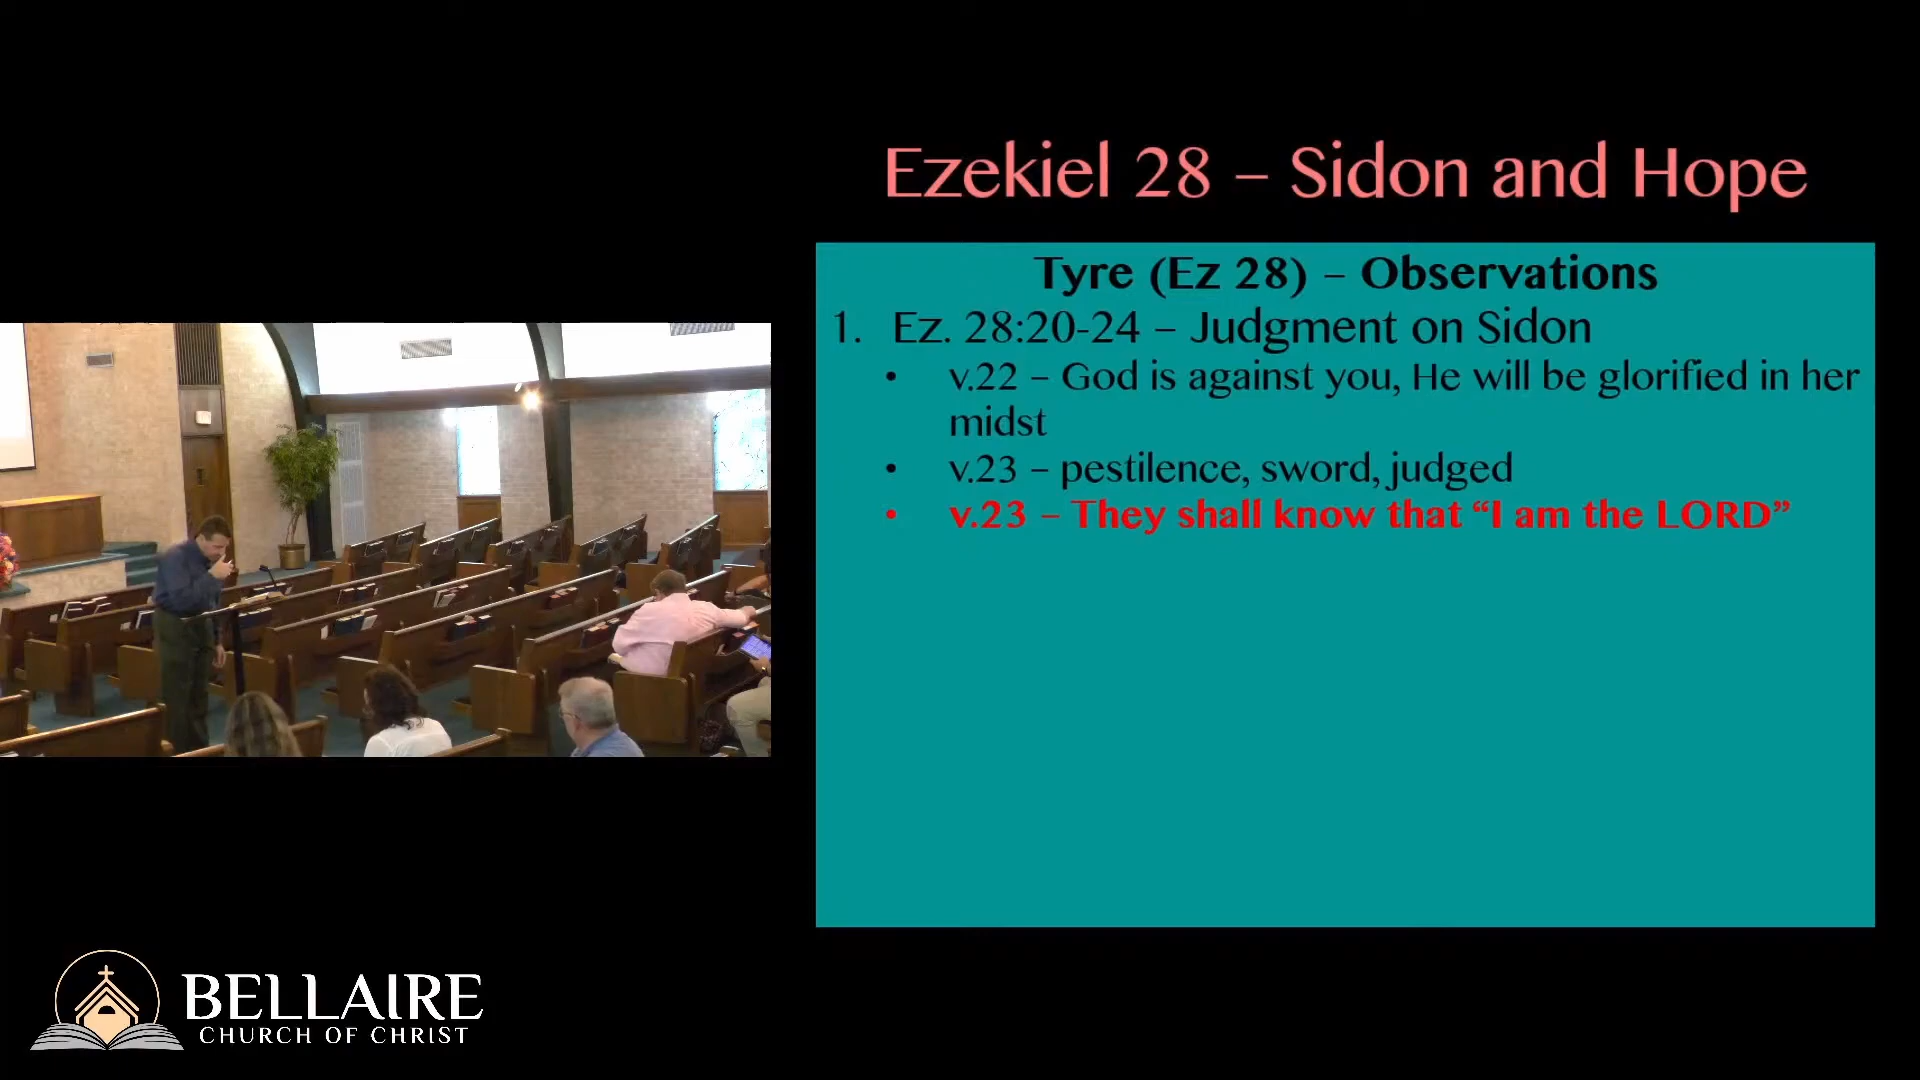 Ezekiel 28 – Sidon and Hope
Tyre (Ez 28) – Observations
1. Ez. 28:20-24 – Judgment on Sidon
• v.22 – God is against you, He will be glorified in her
midst
• v.23 – pestilence, sword, judged
• v.23 – They shall know that “I am the LORD”
BELLAIRE
CHURCH OF CHRIST